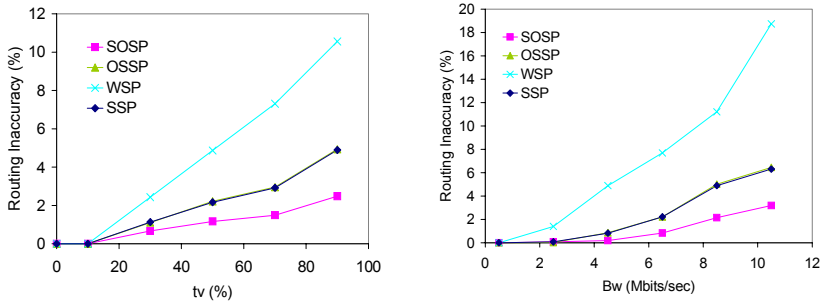 12
10
8
6
4
2
0
0 20 40 60 80 100
Routing Inaccuracy (%)
tv (%)
SOSP
OSSP
WSP
SSP
20
18
16
14
12
10
8
6
4
2
0
0 2 4 6 8 10 12
Routing Inaccuracy (%)
Bw (Mbits/sec)
SOSP
OSSP
WSP
SSP